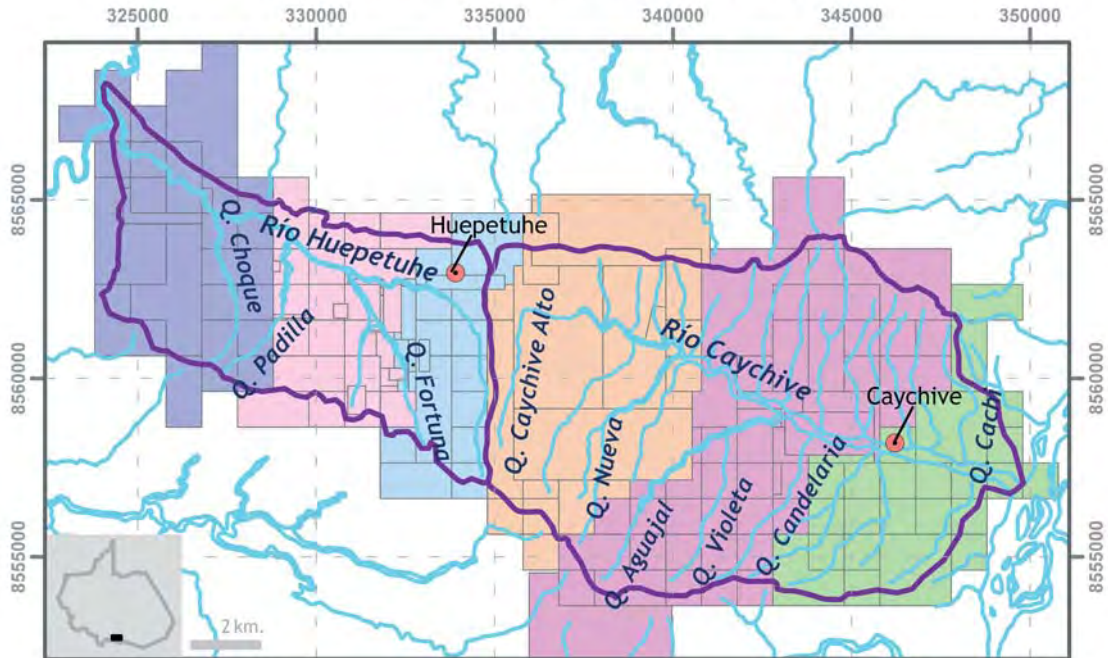 325000 330000 335000 340000 345000 350000
8565000
8565000
Huepetuhe
Río Huepetuhe
Q. Choque
Q. Padilla
Q. Fortuna
Q. Caychive Alto
Río Caychive
Caychive
8560000
8560000
Q. Nueva
Q. Aguajal
Q. Violeta
Q. Candelaria
Q. Cachi
8555000
8555000
2 km.